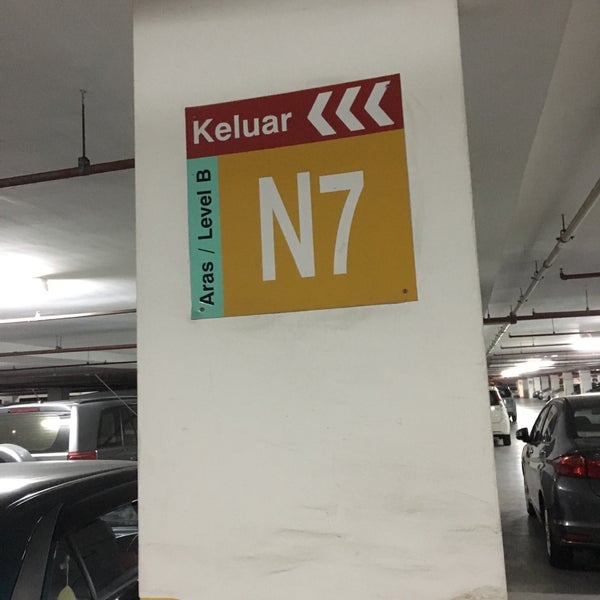 Keluar
Aras / Level B
N7